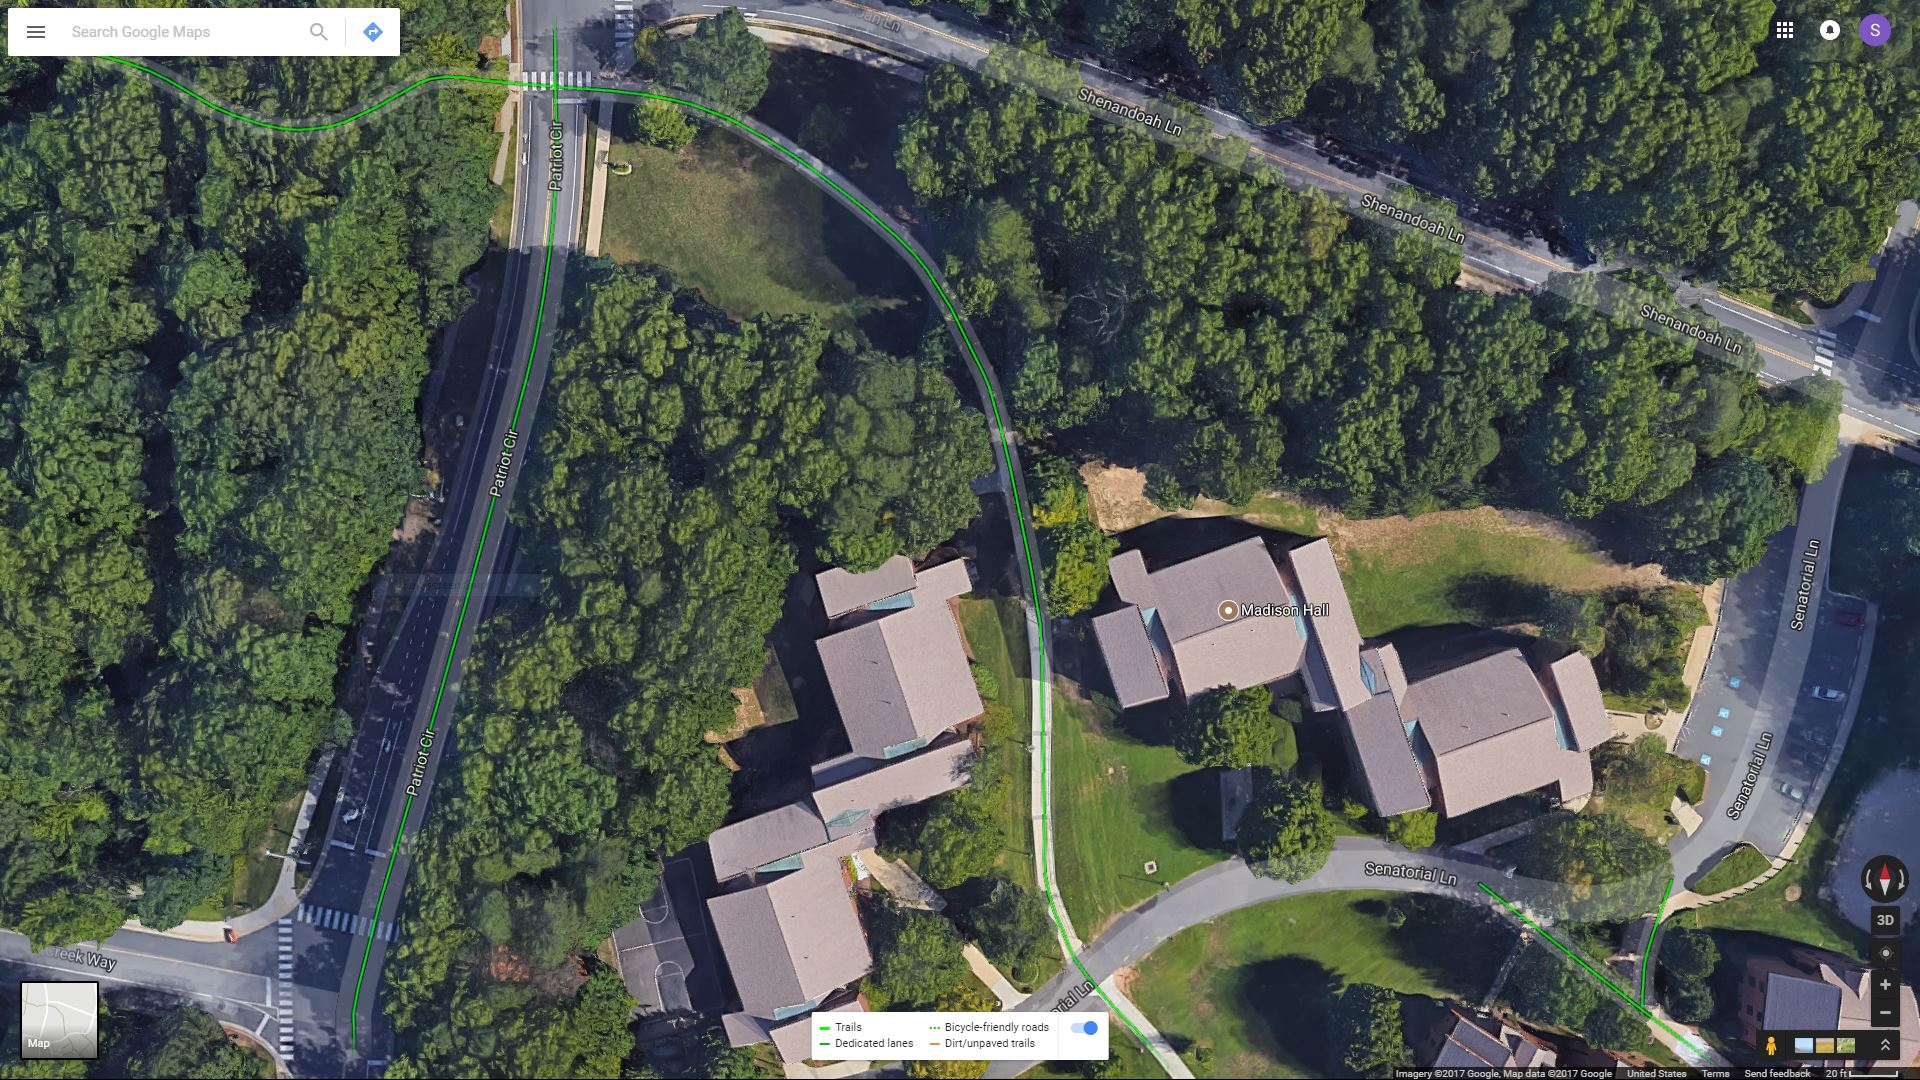 Search Google Maps
S
Shenandoah Ln
Patriot Cir
Shenandoah Ln
Shenandoah Ln
Patriot Cir
Senatorial Ln
Madison Hall
Patriot Cir
Senatorial Ln
Senatorial Ln
3D
Creek Way
Map
Trails
Bicycle-friendly roads
Dedicated lanes
Dirt/unpaved trails
Imagery ©2017 Google, Map data ©2017 Google United States Terms Send feedback 20 ft